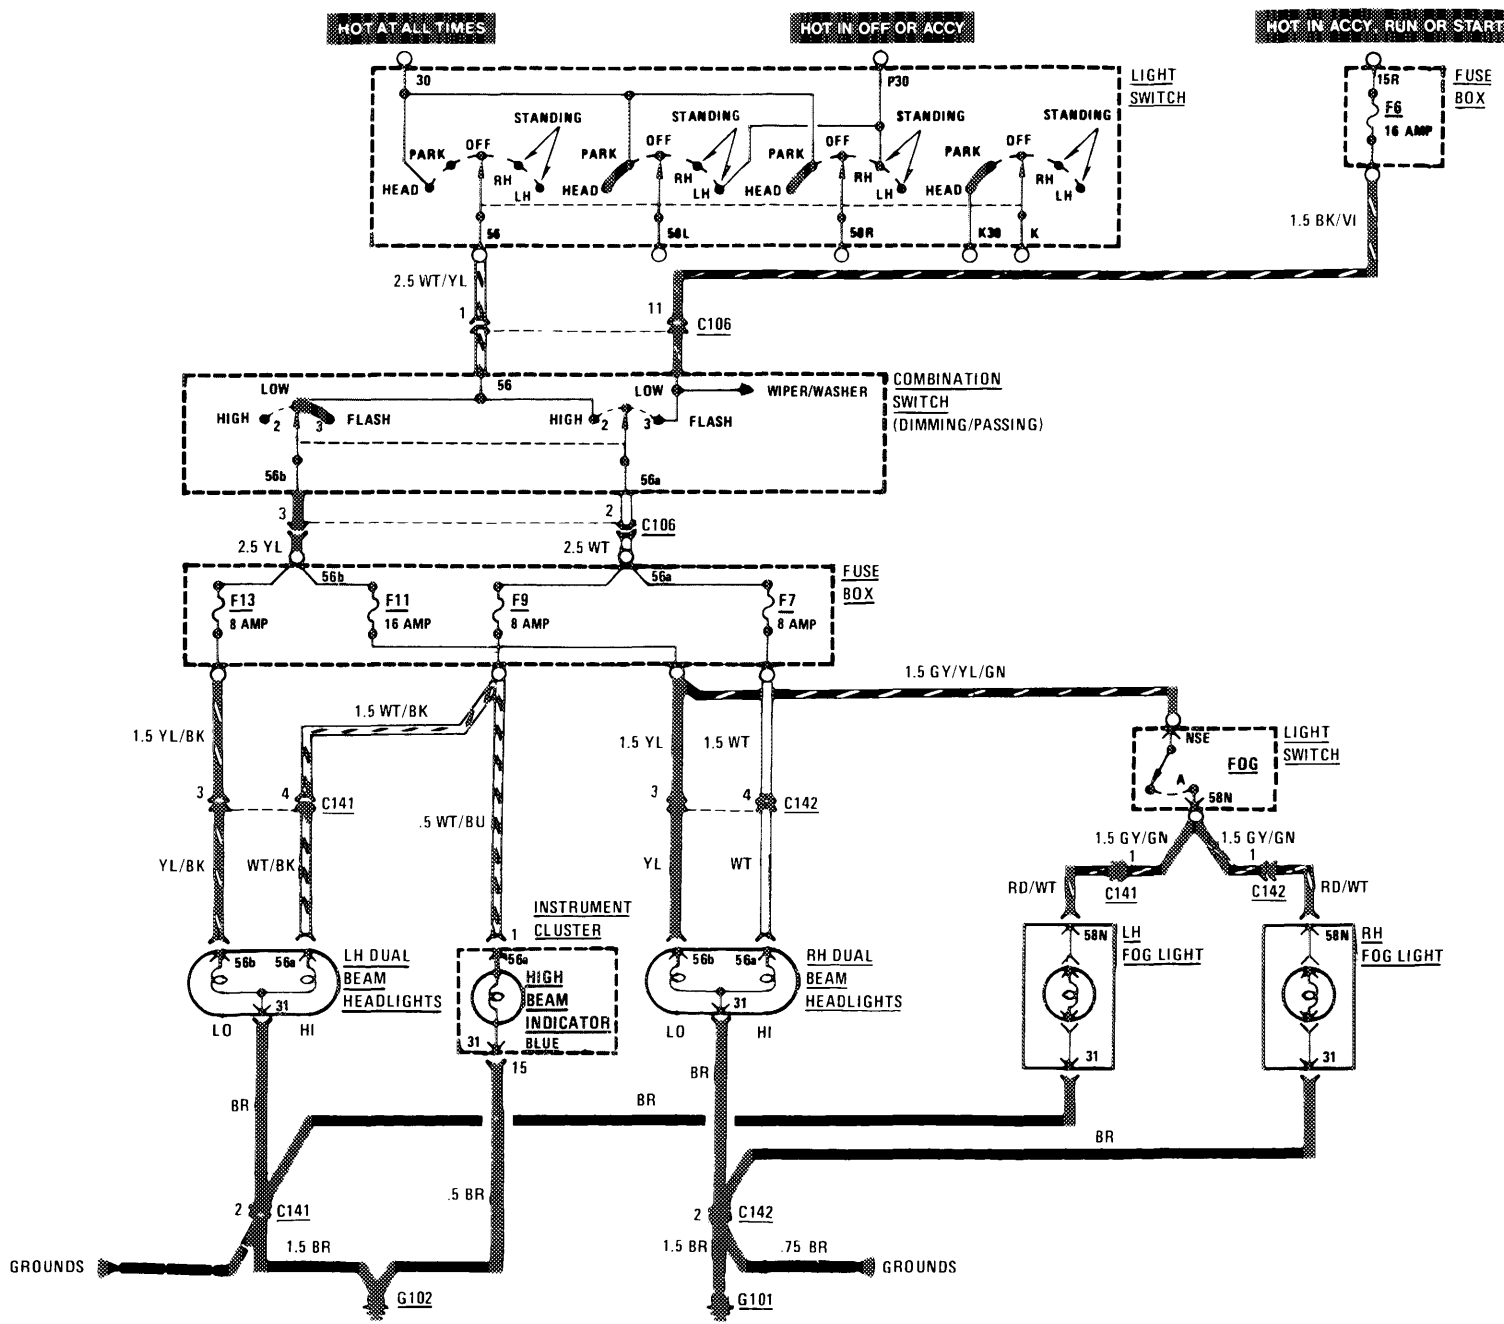 HOT AT ALL TIMES
HOT IN OFF OR ACCY
HOT IN ACCY, RUN OR START
30
P30
LIGHT
SWITCH
15R
F6
16 AMP
FUSE
BOX
STANDING
STANDING
STANDING
STANDING
PARK
OFF
HEAD
RH
LH
PARK
OFF
HEAD
RH
LH
PARK
OFF
HEAD
RH
LH
PARK
OFF
HEAD
RH
LH
56
58L
58R
K30
K
1.5 BK/VI
2.5 WT/YL
1
11
C106
56
LOW
HIGH
2
3
FLASH
LOW
HIGH
2
3
FLASH
WIPER/WASHER
COMBINATION
SWITCH
(DIMMING/PASSING)
56b
56a
3
2
C106
2.5 YL
2.5 WT
56b
56a
FUSE
BOX
F13
8 AMP
F11
16 AMP
F9
8 AMP
F7
8 AMP
1.5 GY/YL/GN
1.5 WT/BK
1.5 YL/BK
1.5 YL
1.5 WT
NSE
FOG
A
58N
LIGHT
SWITCH
3
4
C141
.5 WT/BU
3
4
C142
1.5 GY/GN
1.5 GY/GN
1
1
C141
C142
YL/BK
WT/BK
YL
WT
RD/WT
RD/WT
INSTRUMENT
CLUSTER
1
56b
56a
31
LO
HI
LH DUAL
BEAM
HEADLIGHTS
56a
HIGH
BEAM
INDICATOR
BLUE
31
15
56b
56a
31
LO
HI
RH DUAL
BEAM
HEADLIGHTS
58N
LH
FOG LIGHT
31
58N
RH
FOG LIGHT
31
BR
BR
BR
BR
.5 BR
2
C141
2
C142
1.5 BR
1.5 BR
.75 BR
GROUNDS
GROUNDS
G102
G101